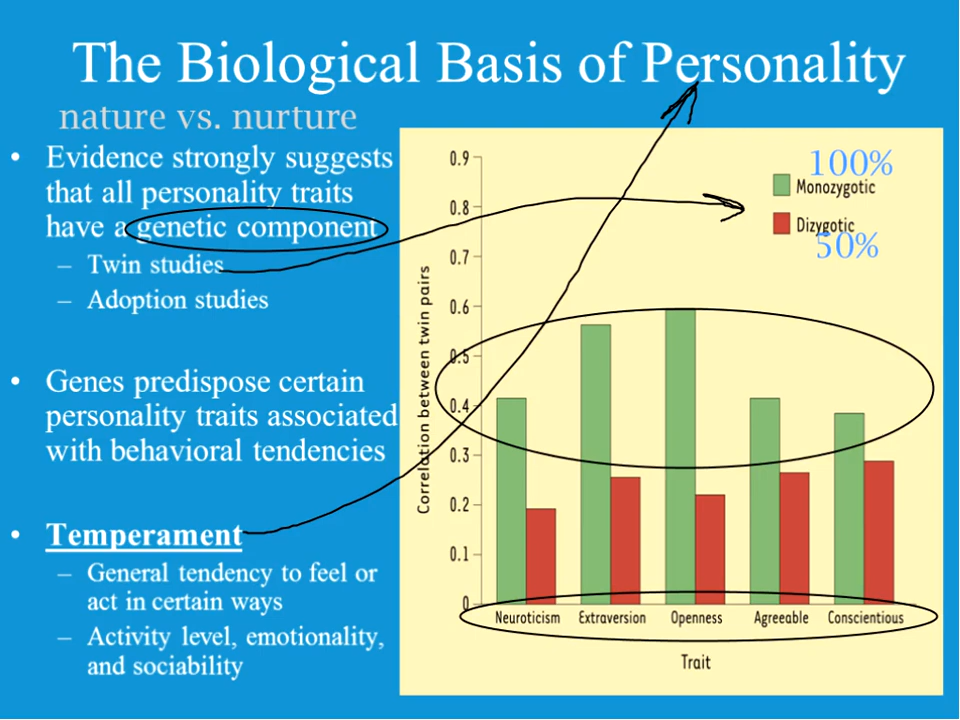 The Biological Basis of Personality
nature vs. nurture
• Evidence strongly suggests
that all personality traits
have a genetic component
– Twin studies
– Adoption studies
• Genes predispose certain
personality traits associated
with behavioral tendencies
• Temperament
– General tendency to feel or
act in certain ways
– Activity level, emotionality,
and sociability
100%
Monozygotic
Dizygotic
50%
Correlation between twin pairs
0.9
0.8
0.7
0.6
0.5
0.4
0.3
0.2
0.1
0
Neuroticism Extraversion Openness Agreeable Conscientious
Trait